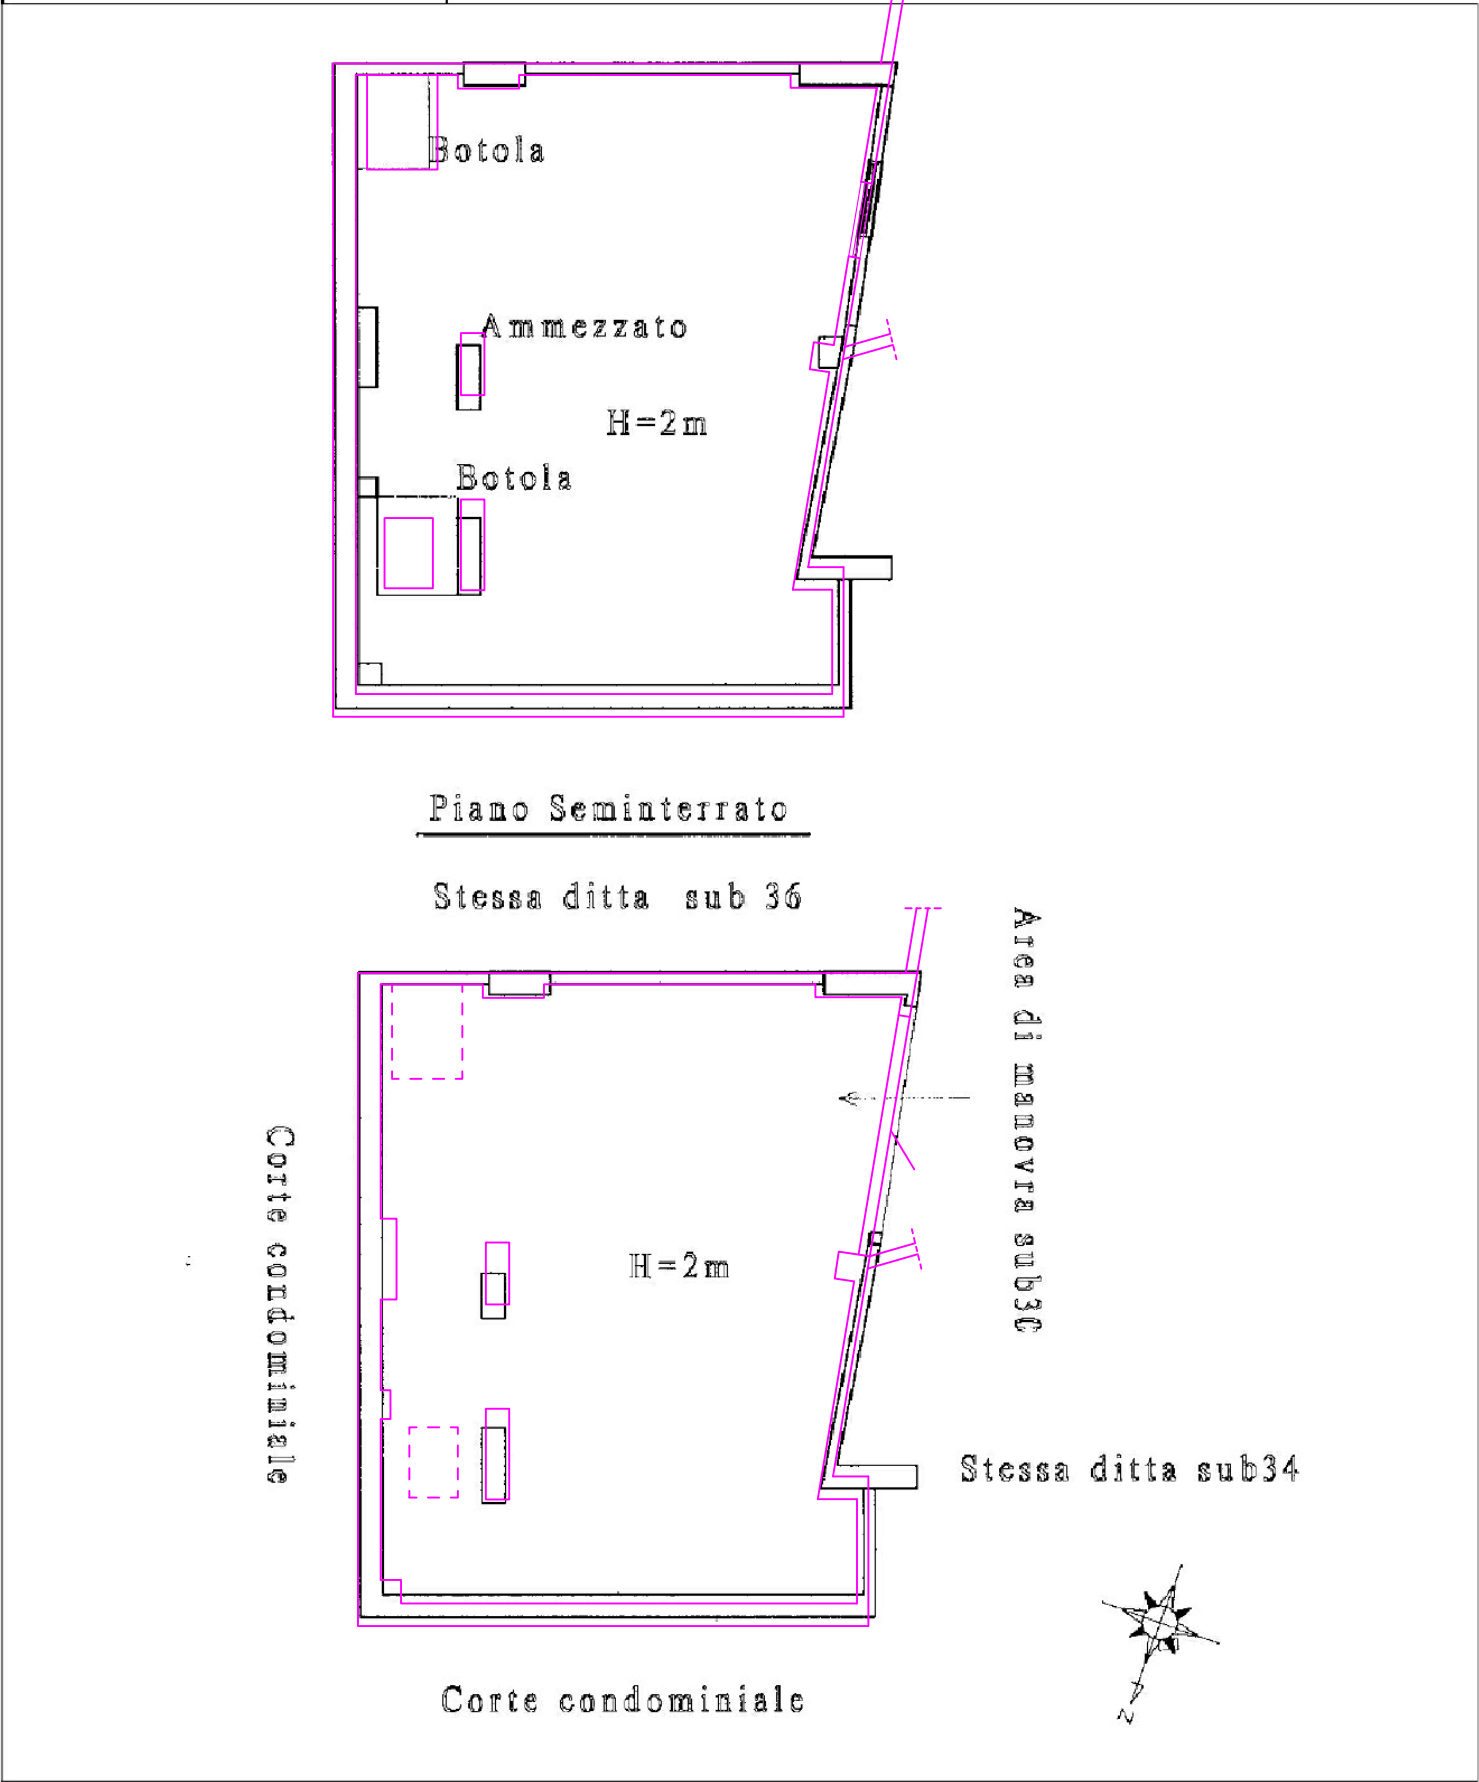 Botola
Ammezzato
H=2m
Botola
Piano Seminterrato
Stessa ditta sub 36
Area di manovra sub3C
Corte condominiale
H=2m
Stessa ditta sub34
Corte condominiale
N